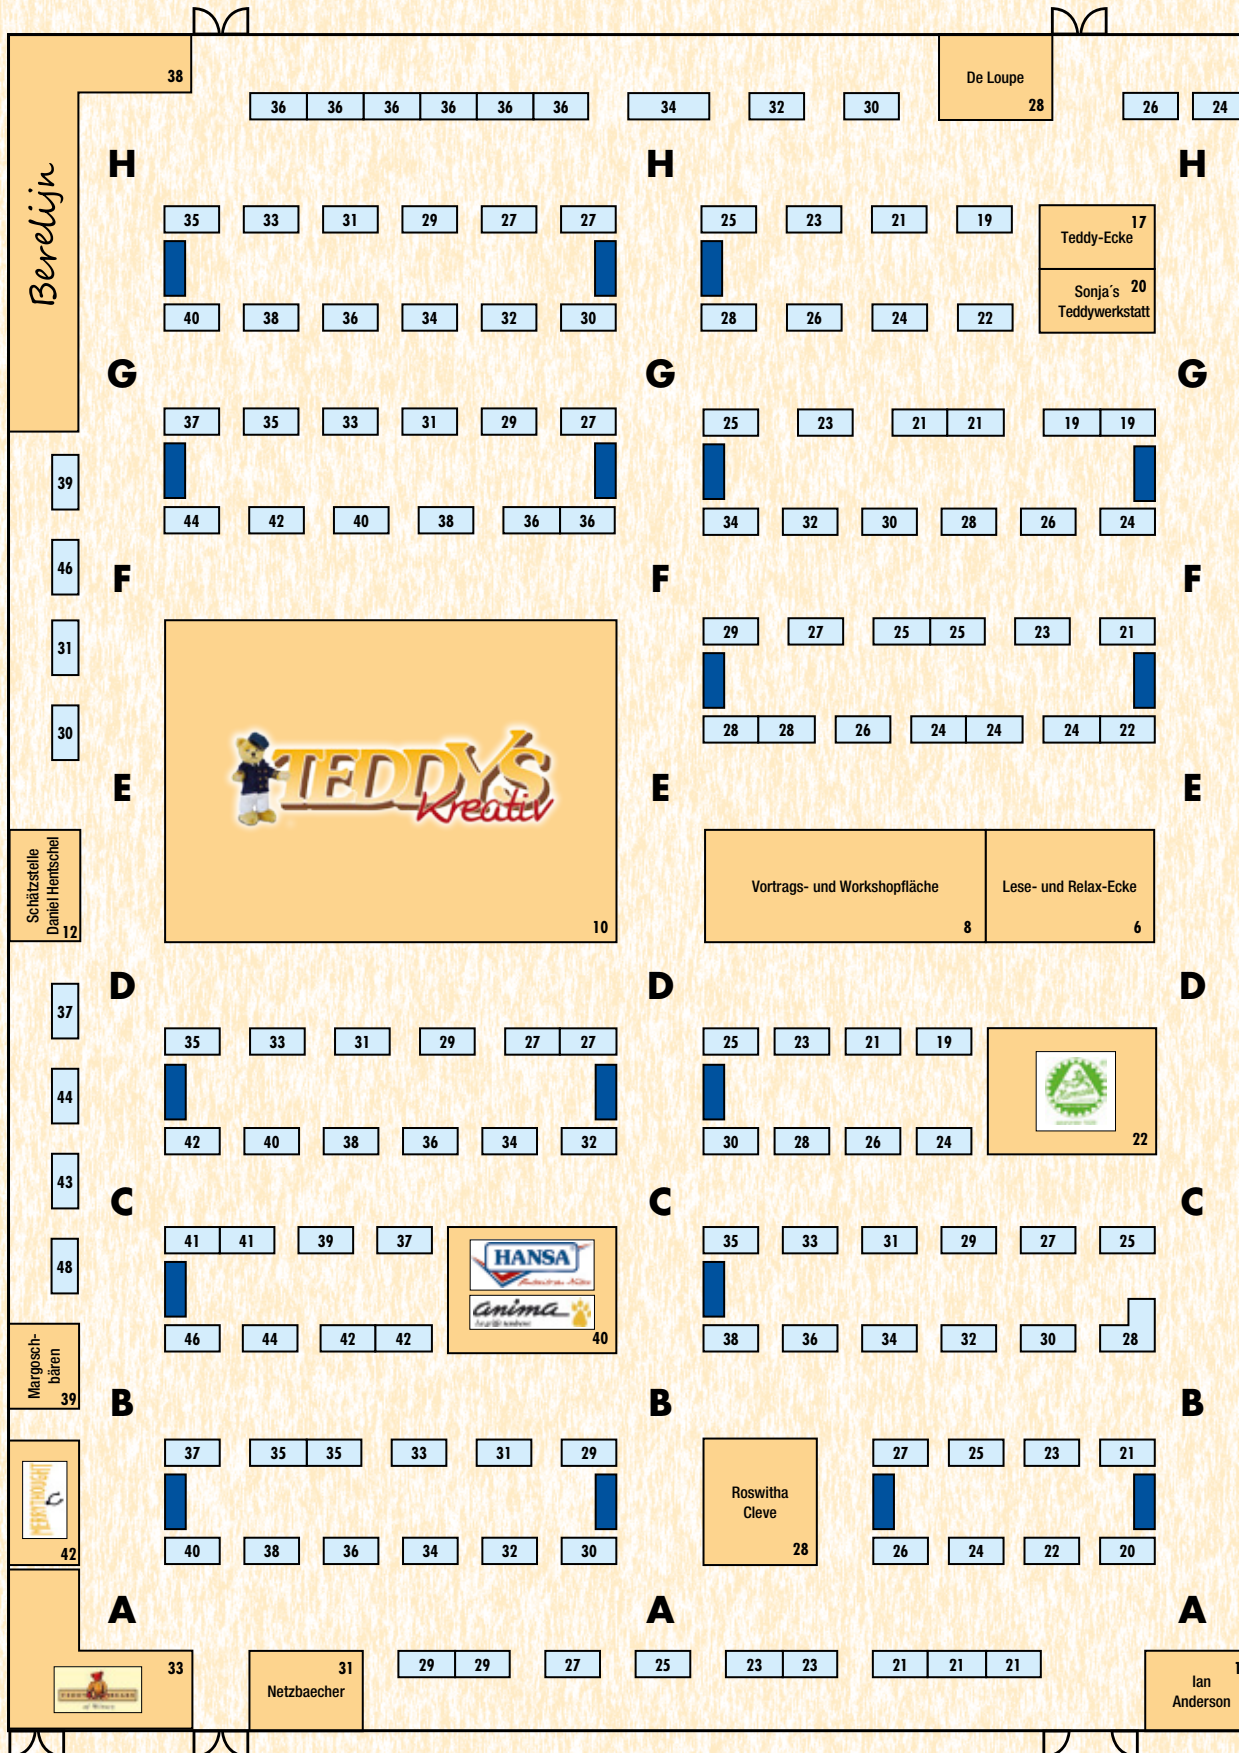 38
De Loupe
28
36 36 36 36 36 36 34 32 30 26 24
Berelijn
H H H
35 33 31 29 27 27 25 23 21 19 17
Teddy-Ecke
Sonja´s 20
Teddywerkstatt
40 38 36 34 32 30 28 26 24 22
G G G
37 35 33 31 29 27 25 23 21 21 19 19
39
44 42 40 38 36 36 34 32 30 28 26 24
46
F F F
31
29 27 25 25 23 21
30
28 28 26 24 24 24 22
TEDDYS
Kreativ
E E E
Schätzstelle
Daniel Hentschel
12
10
Vortrags- und Workshopfläche
8
Lese- und Relax-Ecke
6
D D D
37
35 33 31 29 27 27 25 23 21 19
44
42 40 38 36 34 32 30 28 26 24 22
43
C C C
41 41 39 37
HANSA
anima
40
35 33 31 29 27 25
48
46 44 42 42 38 36 34 32 30 28
Margosch-
bären
39
B B B
37 35 35 33 31 29
Roswitha
Cleve
28
27 25 23 21
42
40 38 36 34 32 30 26 24 22 20
A A A
33
31
Netzbaecher
29 29 27 25 23 23 21 21 21
1
Ian
Anderson